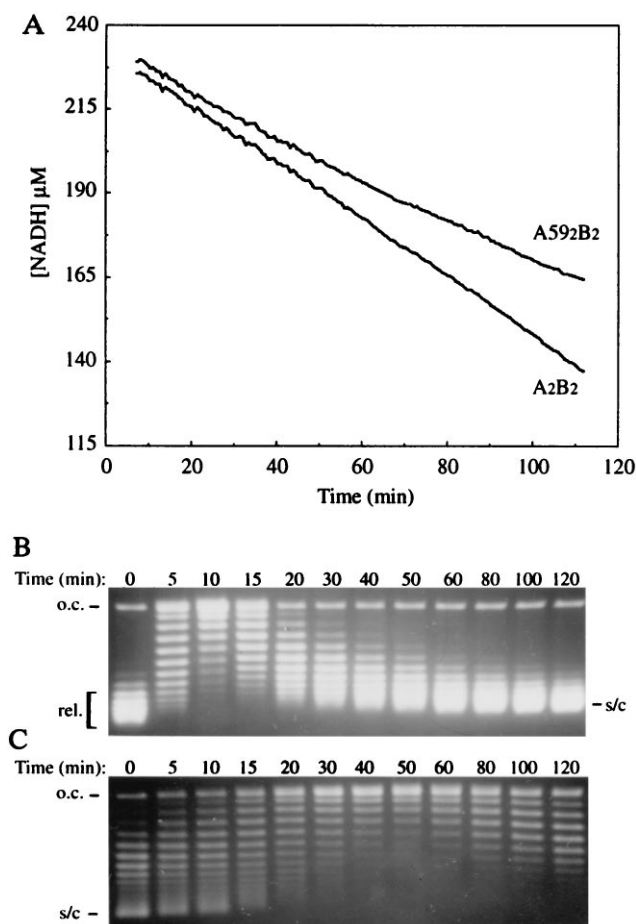 A
240
215
190
165
140
115
[NADH] µM
A592B2
A2B2
0 20 40 60 80 100 120
Time (min)
B
Time (min): 0 5 10 15 20 30 40 50 60 80 100 120
o.c. –
rel. [
– s/c
C
Time (min): 0 5 10 15 20 30 40 50 60 80 100 120
o.c. –
s/c –